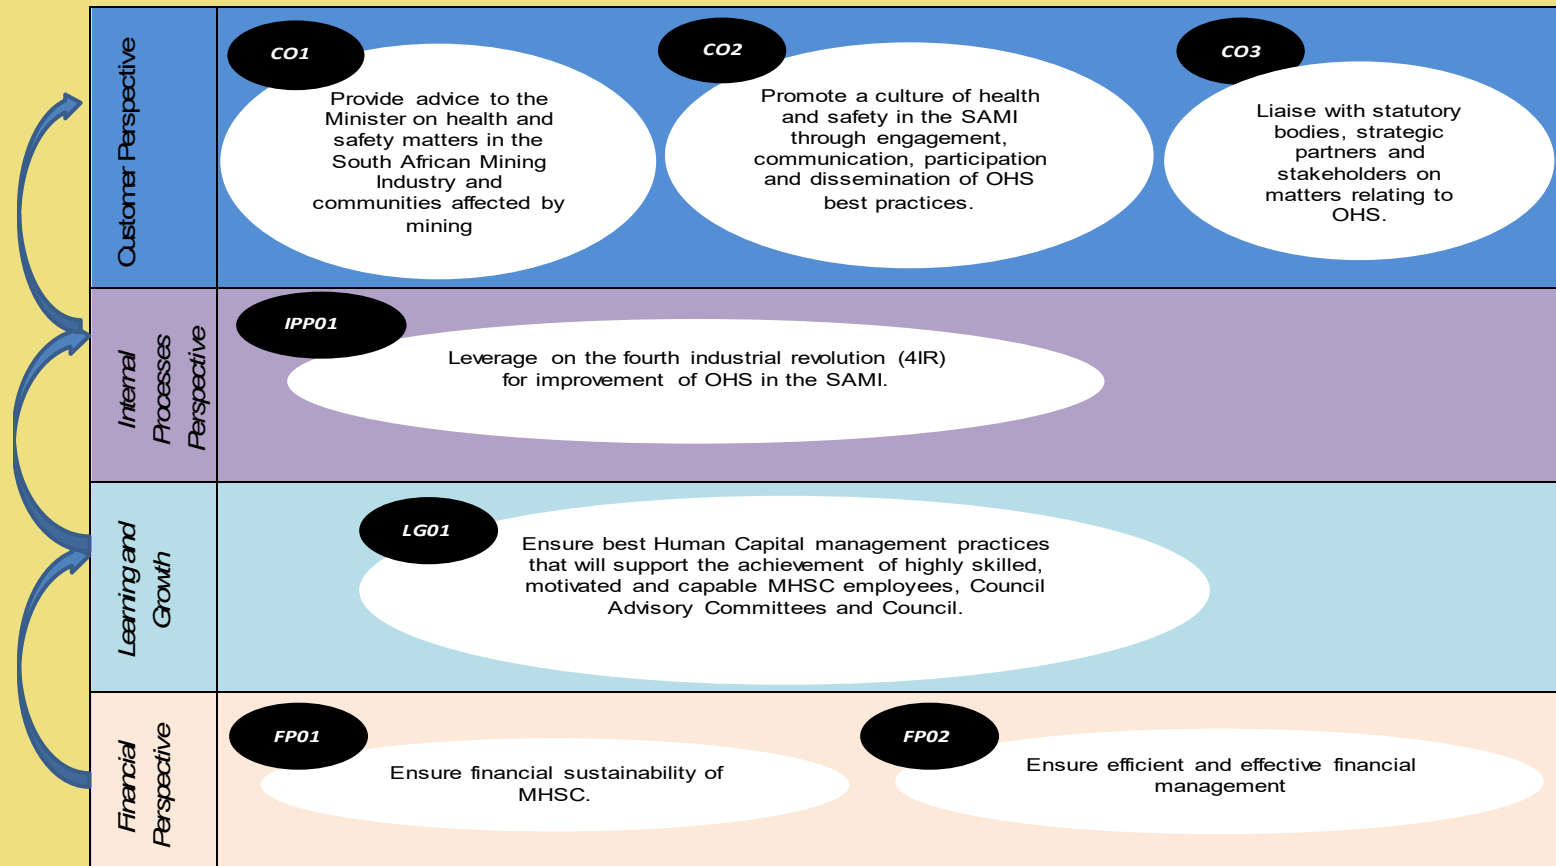 Customer Perspective
CO1
Provide advice to the
Minister on health and
safety matters in the
South African Mining
Industry and
communities affected by
mining
CO2
Promote a culture of health
and safety in the SAMI
through engagement,
communication, participation
and dissemination of OHS
best practices.
CO3
Liaise with statutory
bodies, strategic
partners and
stakeholders on
matters relating to
OHS.
Internal
Processes
Perspective
IPP01
Leverage on the fourth industrial revolution (4IR)
for improvement of OHS in the SAMI.
Learning and
Growth
LG01
Ensure best Human Capital management practices
that will support the achievement of highly skilled,
motivated and capable MHSC employees, Council
Advisory Committees and Council.
Financial
Perspective
FP01
Ensure financial sustainability of
MHSC.
FP02
Ensure efficient and effective financial
management